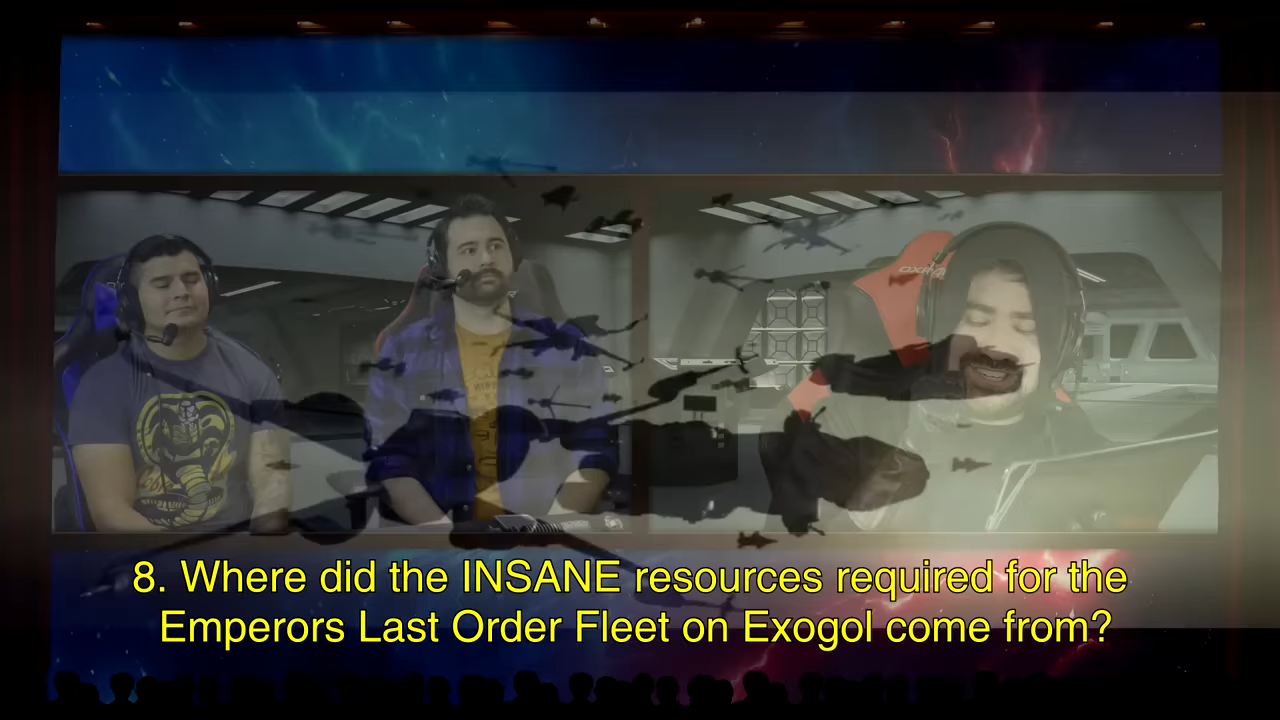 8. Where did the INSANE resources required for the
Emperors Last Order Fleet on Exogol come from?